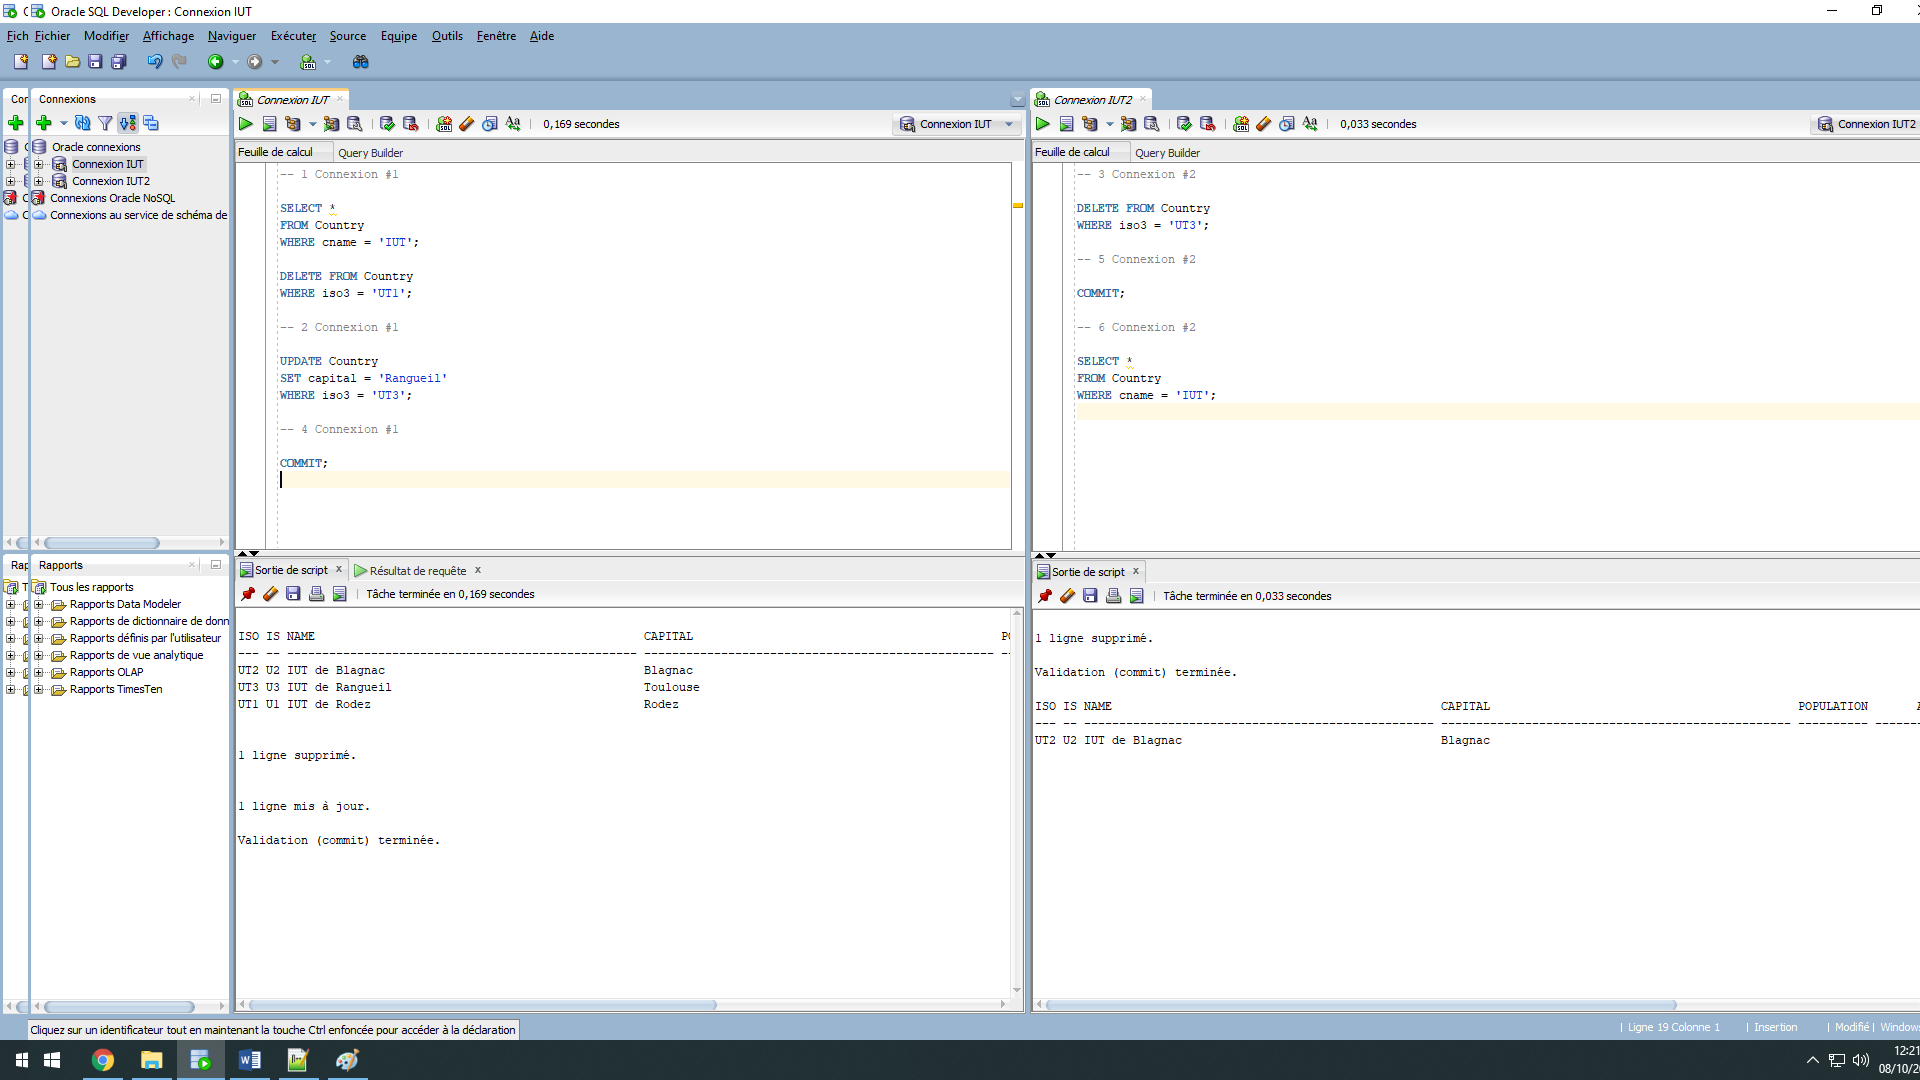 Oracle SQL Developer : Connexion IUT
Fich Fichier Modifier Affichage Naviguer Exécuter Source Equipe Outils Fenêtre Aide
Cor Connexions
Oracle connexions
Connexion IUT
Connexion IUT2
Connexions Oracle NoSQL
Connexions au service de schéma de
Connexion IUT
0,169 secondes
Connexion IUT
Feuille de calcul Query Builder
-- 1 Connexion #1
SELECT *
FROM Country
WHERE cname = 'IUT';
DELETE FROM Country
WHERE iso3 = 'UT1';
-- 2 Connexion #1
UPDATE Country
SET capital = 'Rangueil'
WHERE iso3 = 'UT3';
-- 4 Connexion #1
COMMIT;
Connexion IUT2
0,033 secondes
Connexion IUT2
Feuille de calcul Query Builder
-- 3 Connexion #2
DELETE FROM Country
WHERE iso3 = 'UT3';
-- 5 Connexion #2
COMMIT;
-- 6 Connexion #2
SELECT *
FROM Country
WHERE cname = 'IUT';
Rap Rapports
Tous les rapports
Rapports Data Modeler
Rapports de dictionnaire de donn
Rapports définis par l'utilisateur
Rapports de vue analytique
Rapports OLAP
Rapports TimesTen
Sortie de script x Résultat de requête x
Tâche terminée en 0,169 secondes
ISO IS NAME CAPITAL PO
--- -- -------------------------------------------------- -------------------------------------------------- --
UT2 U2 IUT de Blagnac Blagnac
UT3 U3 IUT de Rangueil Toulouse
UT1 U1 IUT de Rodez Rodez
1 ligne supprimé.
1 ligne mis à jour.
Validation (commit) terminée.
Sortie de script x
Tâche terminée en 0,033 secondes
1 ligne supprimé.
Validation (commit) terminée.
ISO IS NAME CAPITAL POPULATION A
--- -- -------------------------------------------------- -------------------------------------------------- ---------- ------
UT2 U2 IUT de Blagnac Blagnac
Cliquez sur un identificateur tout en maintenant la touche Ctrl enfoncée pour accéder à la déclaration
| Ligne 19 Colonne 1 | Insertion | Modifié | Windows
12:21
08/10/20